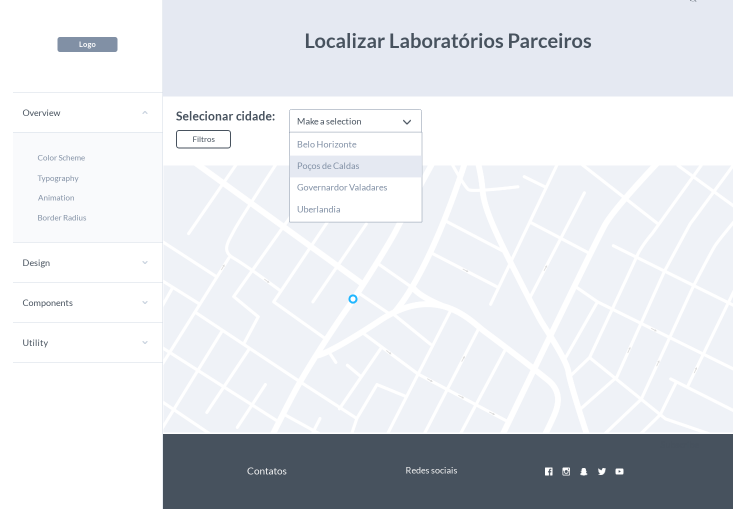 Logo
Overview
Color Scheme
Typography
Animation
Border Radius
Design
Components
Utility
Localizar Laboratórios Parceiros
Selecionar cidade:
Make a selection
Filtros
Belo Horizonte
Poços de Caldas
Governardor Valadares
Uberlandia
Contatos
Redes sociais